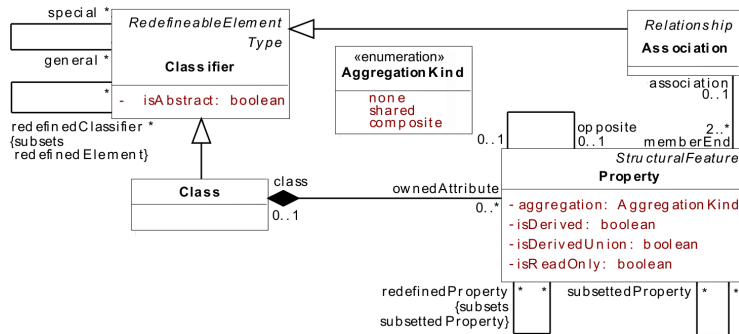 special *
general *
*
redefinedClassifier *
{subsets
redefinedElement}
RedefineableElement
Type
Classifier
- isAbstract: boolean
«enumeration»
AggregationKind
none
shared
composite
Relationship
Association
association
0..1
2..*
memberEnd
opposite
0..1
0..1
Class
class
0..1
ownedAttribute
0..*
StructuralFeature
Property
- aggregation: AggregationKind
- isDerived: boolean
- isDerivedUnion: boolean
- isReadOnly: boolean
redefinedProperty * *
{subsets
subsettedProperty}
subsettedProperty * *